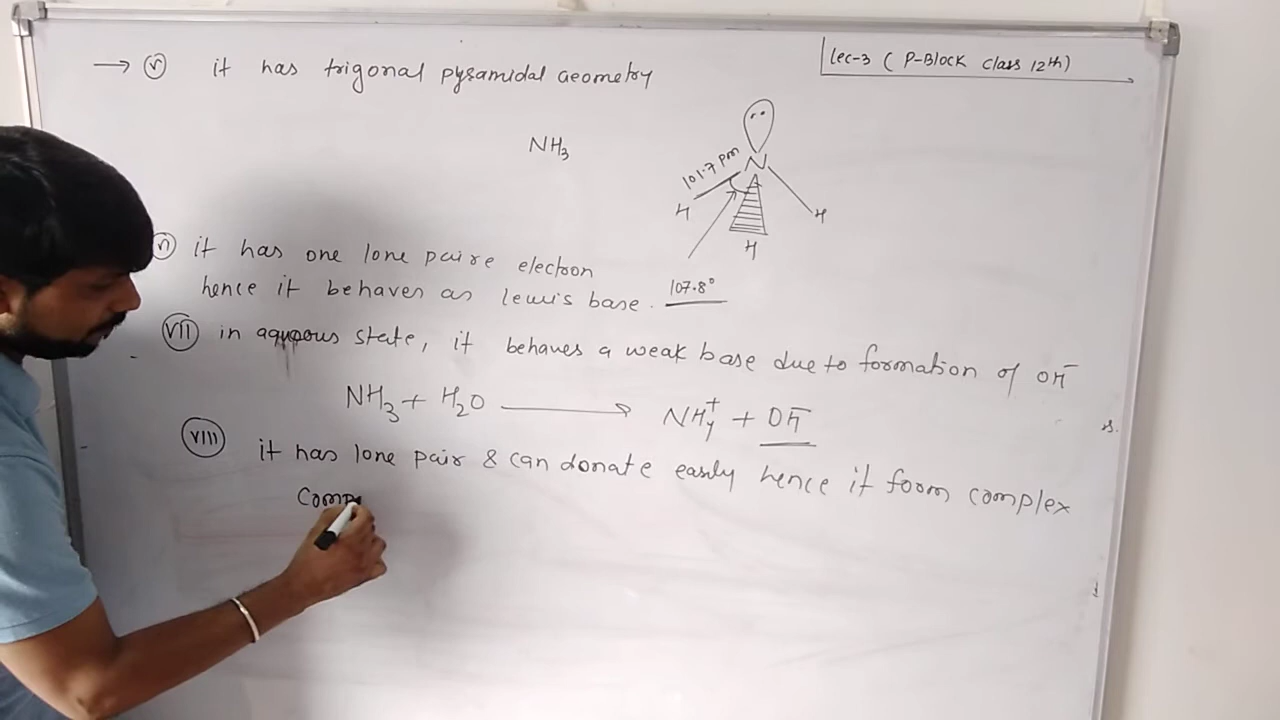 lec-3 ( P-Block class 12th)
→ (v) it has trigonal pyramidal Geometry
NH3
101.7 pm
N
H
H
H
(vi) it has one lone paire electron
hence it behaves as lewis base.
107.8°
(VII) in aqueous state, it behaves a weak base due to formation of OH-
NH3 + H2O ⟶ NH4+ + OH-
(VIII) it has lone pair & can donate easily hence it form complex
Comp